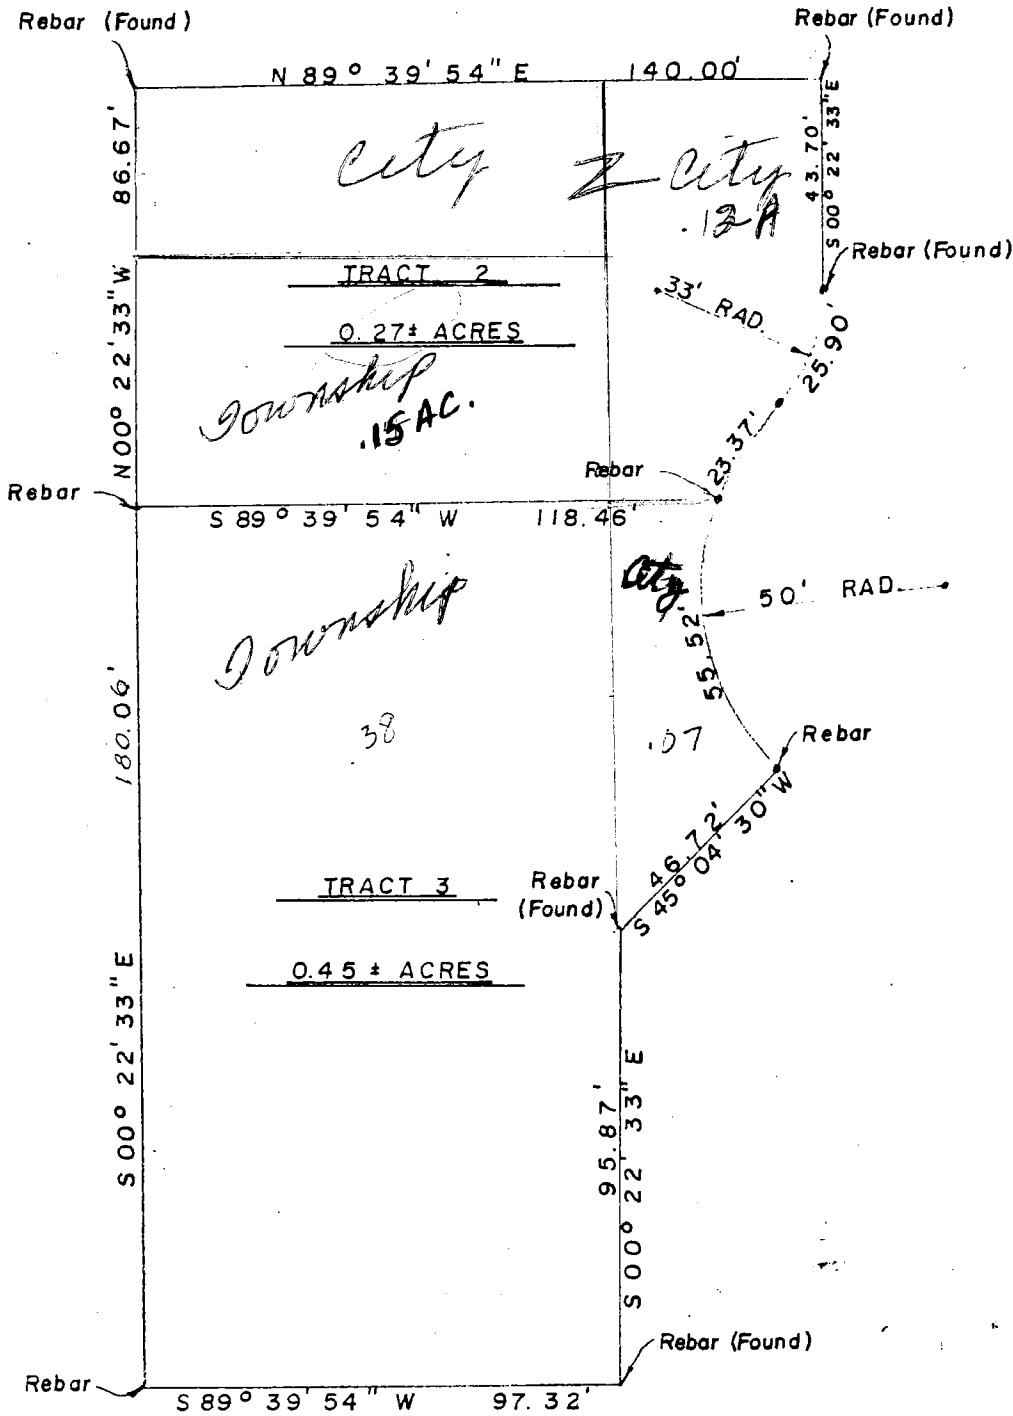 Rebar (Found)
Rebar (Found)
N 89° 39' 54" E 140.00'
86.67'
N 00° 22' 33" W
43.70'
S 00° 22' 33" E
City Z City
.12 A
Rebar (Found)
TRACT 2
0.27± ACRES
33' RAD.
25.90'
Township
.15 AC.
23.37'
Rebar
Rebar
S 89° 39' 54" W 118.46'
City
50' RAD.
55.52'
Township
180.06'
S 00° 22' 33" E
38
.07
Rebar
46.72'
S 45° 04' 30" W
TRACT 3
Rebar
(Found)
0.45 ± ACRES
95.87'
S 00° 22' 33" E
Rebar (Found)
Rebar
S 89° 39' 54" W 97.32'